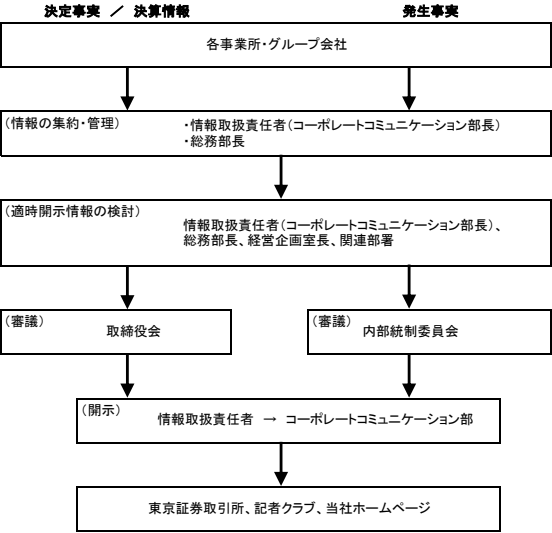 決定事実 ／ 決算情報
発生事実
各事業所・グループ会社
（情報の集約・管理）
・情報取扱責任者（コーポレートコミュニケーション部長）
・総務部長
（適時開示情報の検討）
情報取扱責任者（コーポレートコミュニケーション部長）、
総務部長、経営企画室長、関連部署
（審議）
取締役会
（審議）
内部統制委員会
（開示）
情報取扱責任者 → コーポレートコミュニケーション部
東京証券取引所、記者クラブ、当社ホームページ